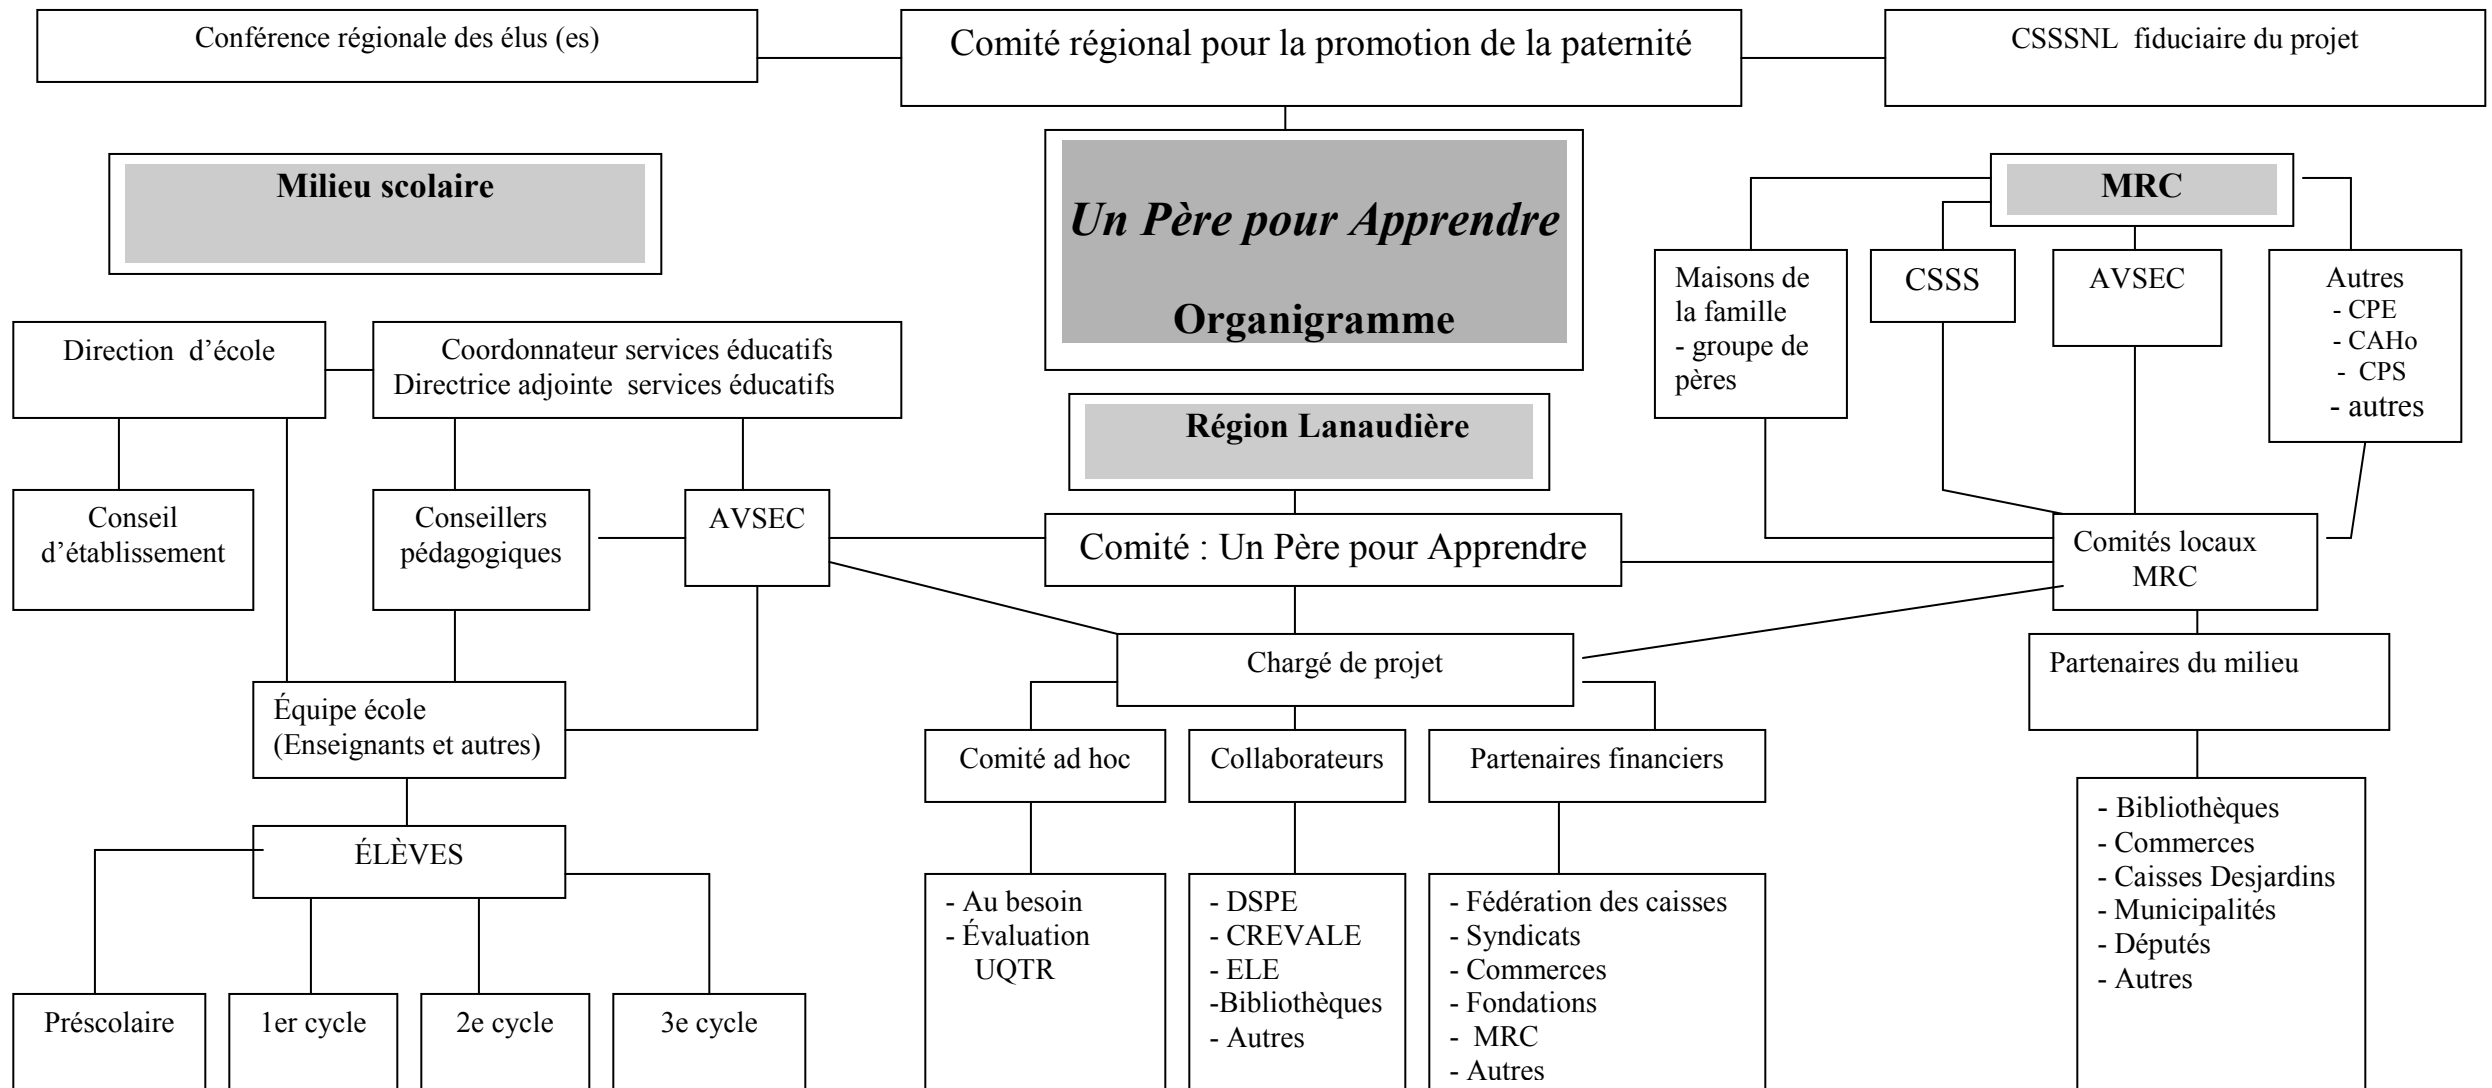 Conférence régionale des élus (es)
Comité régional pour la promotion de la paternité
CSSSNL fiduciaire du projet
Milieu scolaire
Un Père pour Apprendre
Organigramme
MRC
Maisons de
la famille
- groupe de
pères
CSSS
AVSEC
Autres
- CPE
- CAHo
- CPS
- autres
Direction d'école
Coordonnateur services éducatifs
Directrice adjointe services éducatifs
Région Lanaudière
Conseil
d'établissement
Conseillers
pédagogiques
AVSEC
Comité : Un Père pour Apprendre
Comités locaux
MRC
Chargé de projet
Partenaires du milieu
Équipe école
(Enseignants et autres)
Comité ad hoc
Collaborateurs
Partenaires financiers
ÉLÈVES
- Bibliothèques
- Commerces
- Caisses Desjardins
- Municipalités
- Députés
- Autres
- Au besoin
- Évaluation
UQTR
- DSPE
- CREVALE
- ELE
-Bibliothèques
- Autres
- Fédération des caisses
- Syndicats
- Commerces
- Fondations
- MRC
- Autres
Préscolaire
1er cycle
2e cycle
3e cycle